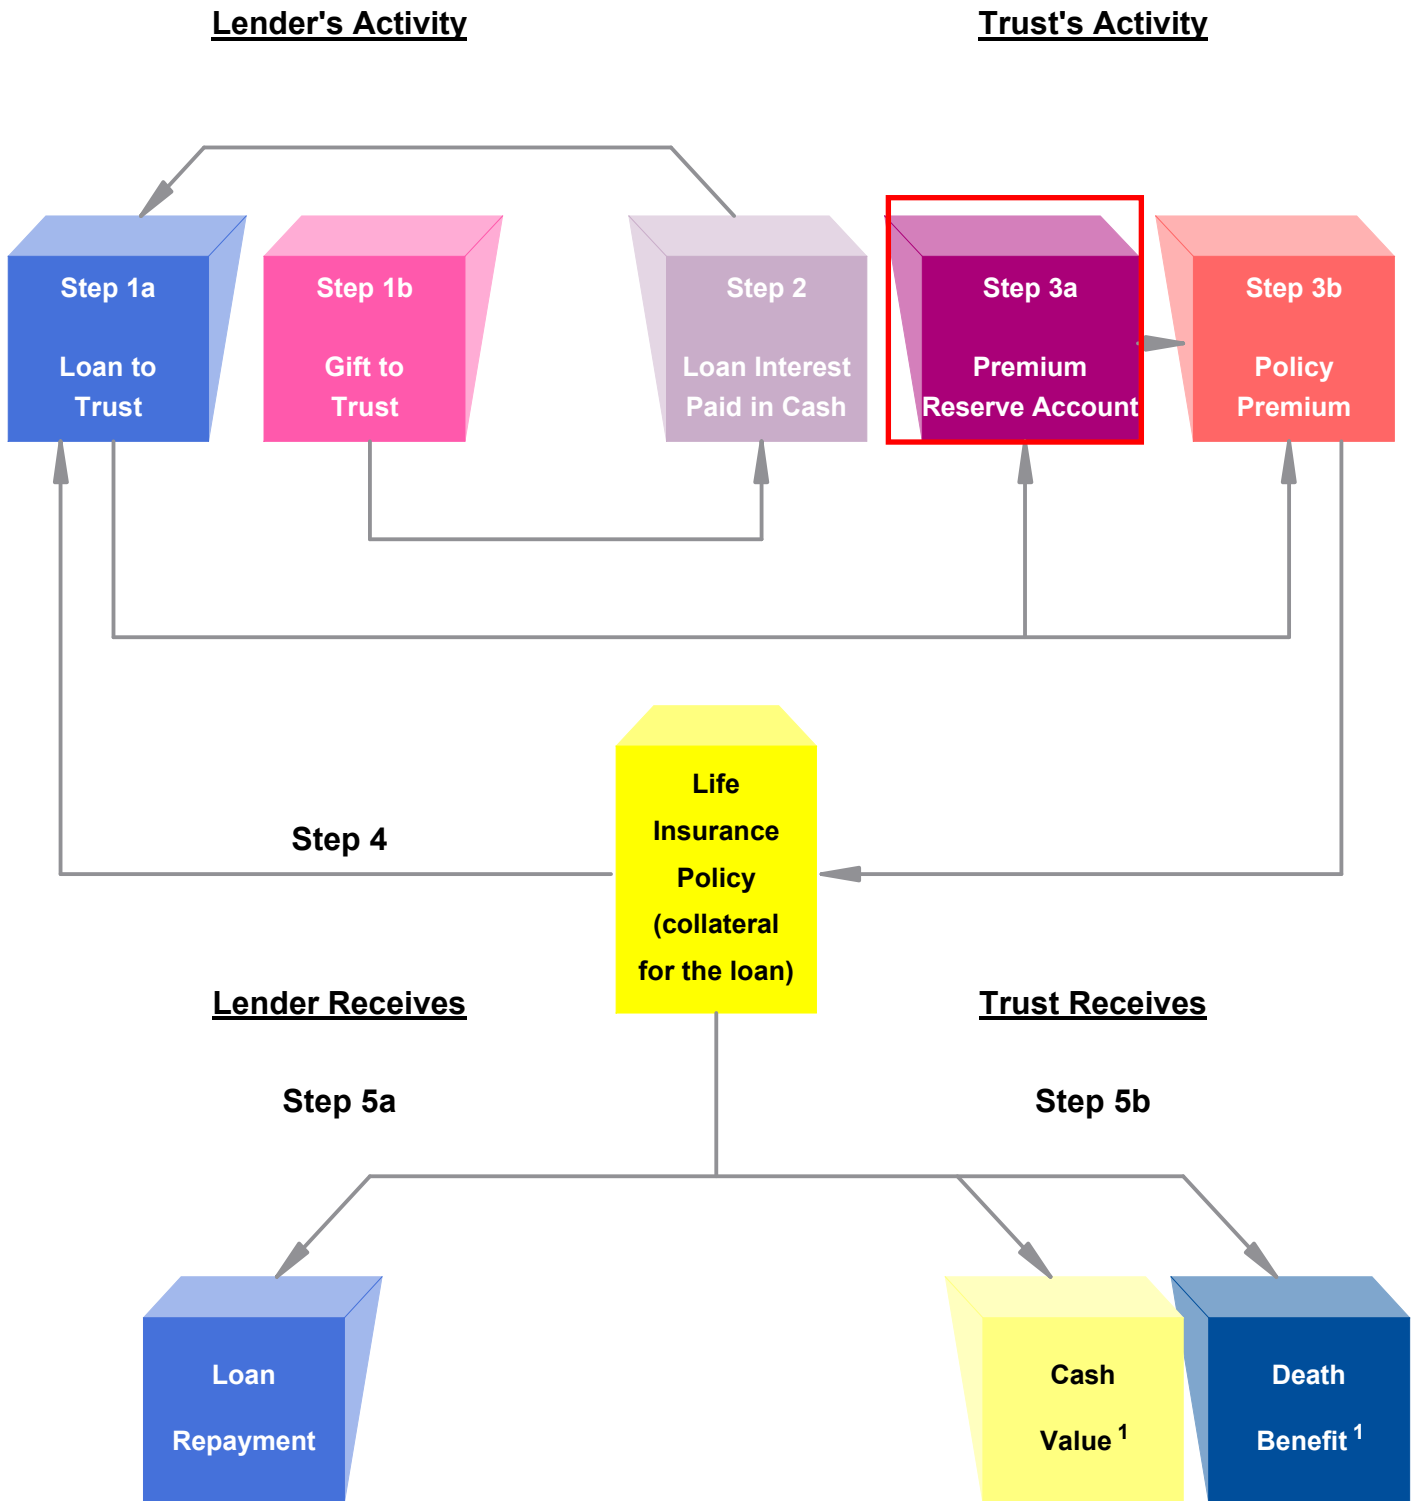 Lender's Activity
Trust's Activity
Step 1a
Loan to
Trust
Step 1b
Gift to
Trust
Step 2
Loan Interest
Paid in Cash
Step 3a
Premium
Reserve Account
Step 3b
Policy
Premium
Life
Insurance
Policy
(collateral
for the loan)
Step 4
Lender Receives
Trust Receives
Step 5a
Step 5b
Loan
Repayment
Cash
Value 1
Death
Benefit 1